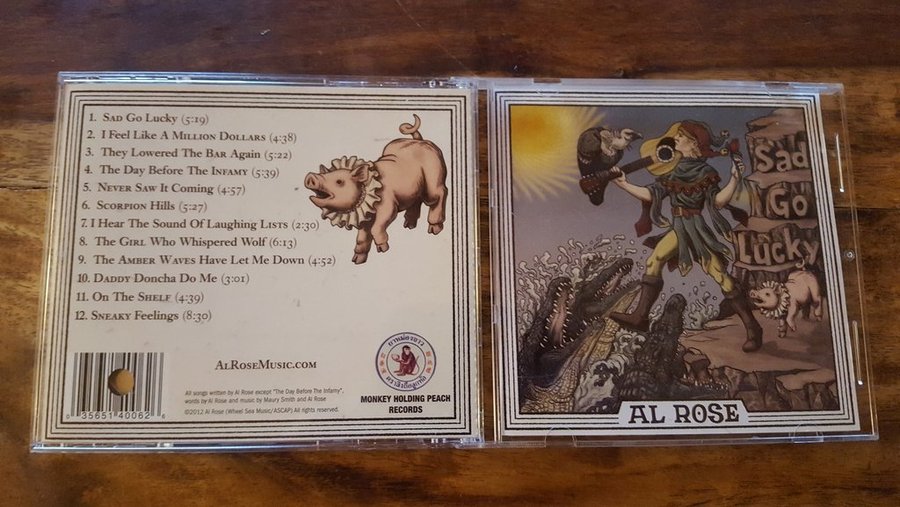 1. Sad Go Lucky (5:19)
2. I Feel Like A Million Dollars (4:38)
3. They Lowered The Bar Again (5:22)
4. The Day Before The Infamy (5:39)
5. Never Saw It Coming (4:57)
6. Scorpion Hills (5:27)
7. I Hear The Sound Of Laughing Lists (2:30)
8. The Girl Who Whispered Wolf (6:13)
9. The Amber Waves Have Let Me Down (4:52)
10. Daddy Doncha Do Me (3:01)
11. On The Shelf (4:39)
12. Sneaky Feelings (8:30)
AlRoseMusic.com
0 35651 40062 6
All songs written by Al Rose except "The Day Before The Infamy",
words by Al Rose and music by Maury Smith and Al Rose
©2012 Al Rose (Wheel Sea Music/ASCAP) All rights reserved.
MONKEY HOLDING PEACH
RECORDS
Sad
Go
Lucky
AL ROSE